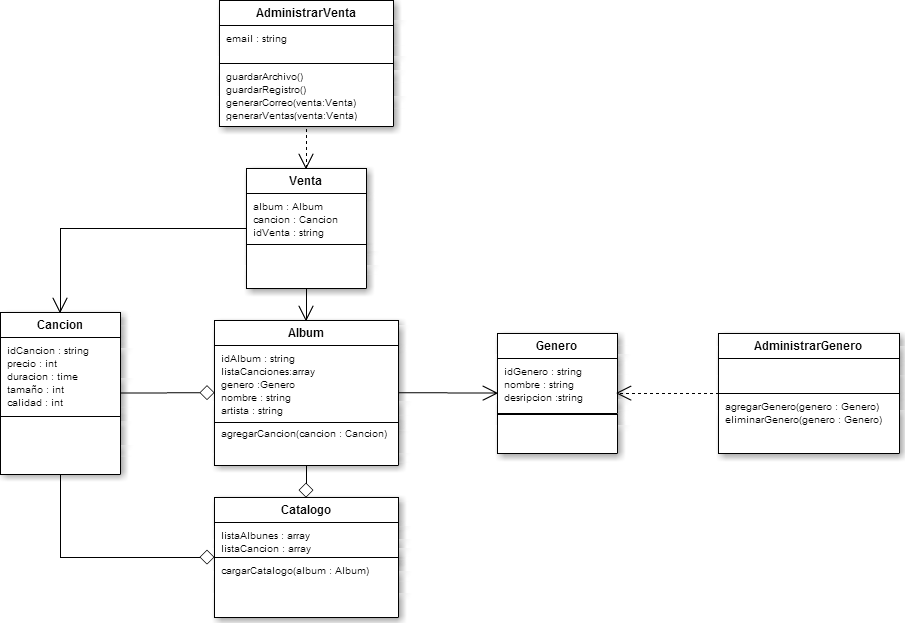 AdministrarVenta
email : string
guardarArchivo()
guardarRegistro()
generarCorreo(venta:Venta)
generarVentas(venta:Venta)
Venta
album : Album
cancion : Cancion
idVenta : string
Cancion
idCancion : string
precio : int
duracion : time
tamaño : int
calidad : int
Album
idAlbum : string
listaCanciones:array
genero :Genero
nombre : string
artista : string
agregarCancion(cancion : Cancion)
Genero
idGenero : string
nombre : string
desripcion :string
AdministrarGenero
agregarGenero(genero : Genero)
eliminarGenero(genero : Genero)
Catalogo
listaAlbunes : array
listaCancion : array
cargarCatalogo(album : Album)